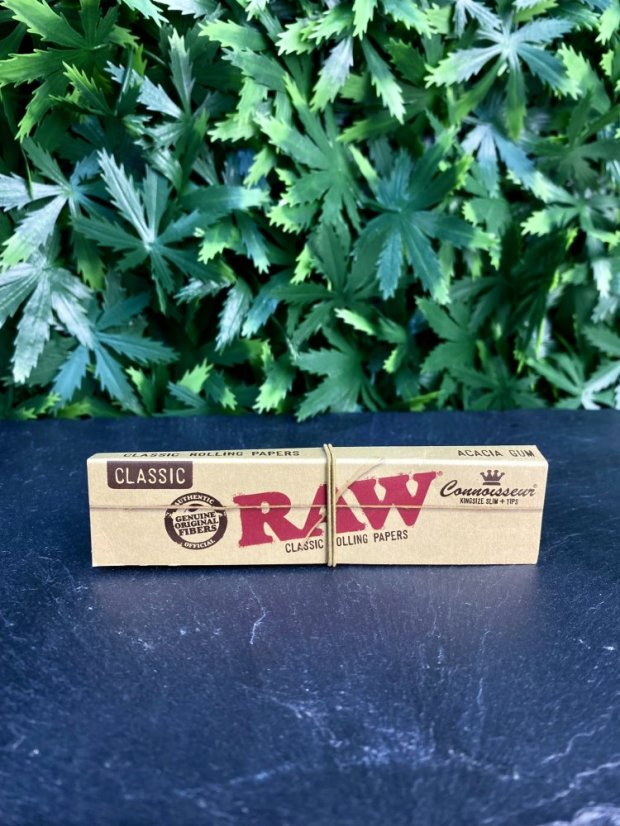 CLASSIC ROLLING PAPERS
ACACIA GUM
CLASSIC
AUTHENTIC
GENUINE
ORIGINAL
FIBERS
OFFICIAL
RAW®
CLASSIC ROLLING PAPERS
Connoisseur
KINGSIZE SLIM + TIPS